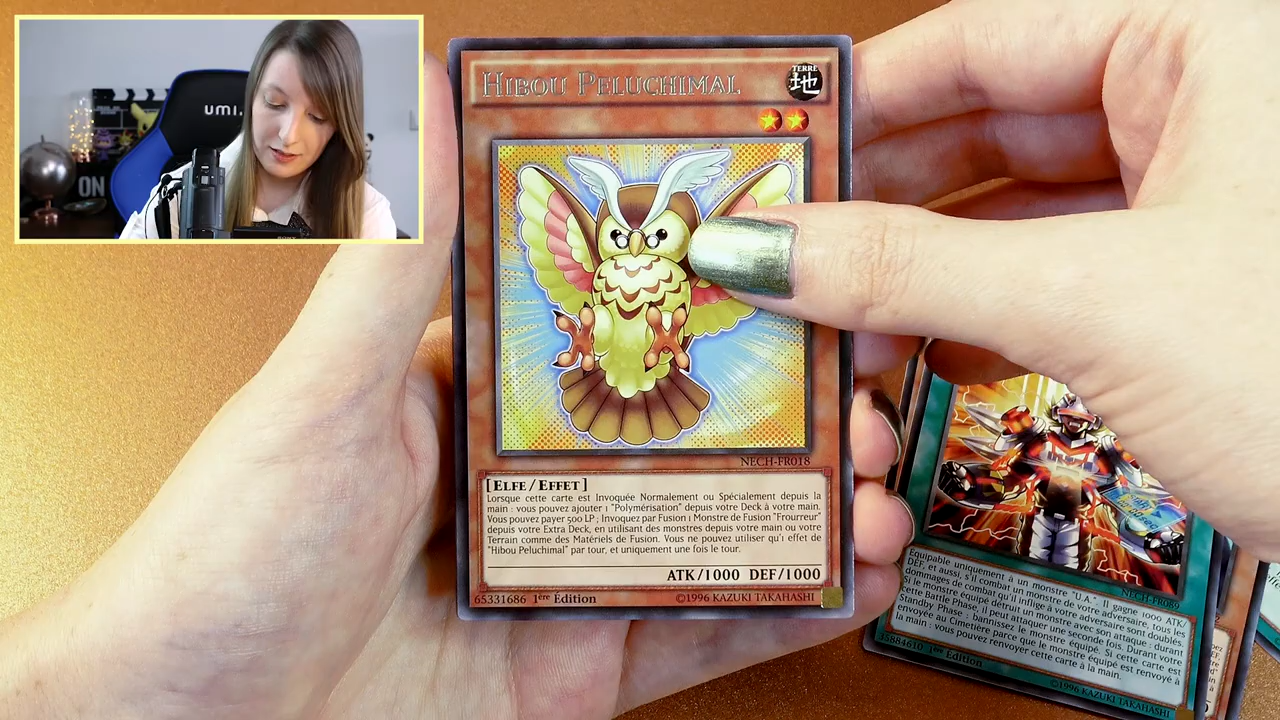 umi.
ON
HIBOU PELUCHIMAL
TERRE
地
NECH-FR018
[ELFE/EFFET]
Lorsque cette carte est Invoquée Normalement ou Spécialement depuis la
main : vous pouvez ajouter 1 "Polymérisation" depuis votre Deck à votre main.
Vous pouvez payer 500 LP ; Invoquez par Fusion 1 Monstre de Fusion "Frourreur"
depuis votre Extra Deck, en utilisant des monstres depuis votre main ou votre
Terrain comme des Matériels de Fusion. Vous ne pouvez utiliser qu'1 effet de
"Hibou Peluchimal" par tour, et uniquement une fois le tour.
ATK/1000 DEF/1000
65331686 1ère Édition
©1996 KAZUKI TAKAHASHI
NECH-FR089
Équipable uniquement à un monstre "U.A.". Il gagne 1000 ATK/
DEF, et aussi, s'il combat un monstre de votre adversaire, tous les
dommages de combat qu'il inflige à votre adversaire sont doublés.
Si le monstre équipé détruit un monstre avec son attaque : durant
cette Battle Phase, il peut attaquer une seconde fois. Durant votre
Standby Phase : bannissez le monstre équipé. Si cette carte est
envoyée au Cimetière parce que le monstre équipé est renvoyé à
la main : vous pouvez renvoyer cette carte à la main.
35884610 1ère Édition
©1996 KAZUKI TAKAHASHI